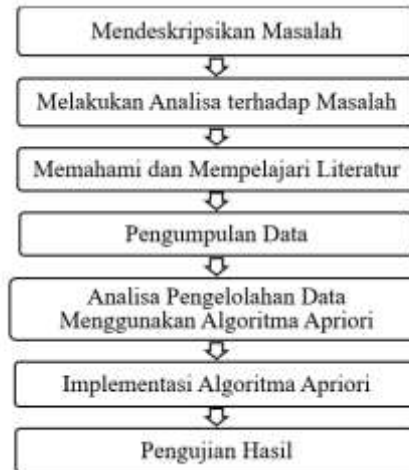 Mendeskripsikan Masalah
Melakukan Analisa terhadap Masalah
Memahami dan Mempelajari Literatur
Pengumpulan Data
Analisa Pengelolahan Data
Menggunakan Algoritma Apriori
Implementasi Algoritma Apriori
Pengujian Hasil